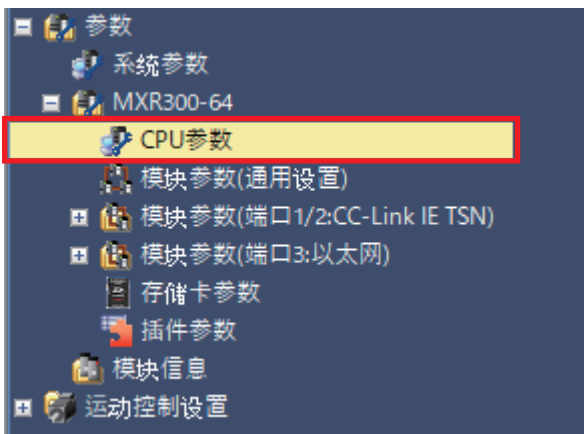 参数
系统参数
MXR300-64
CPU参数
模块参数(通用设置)
模块参数(端口1/2:CC-Link IE TSN)
模块参数(端口3:以太网)
存储卡参数
插件参数
模块信息
运动控制设置